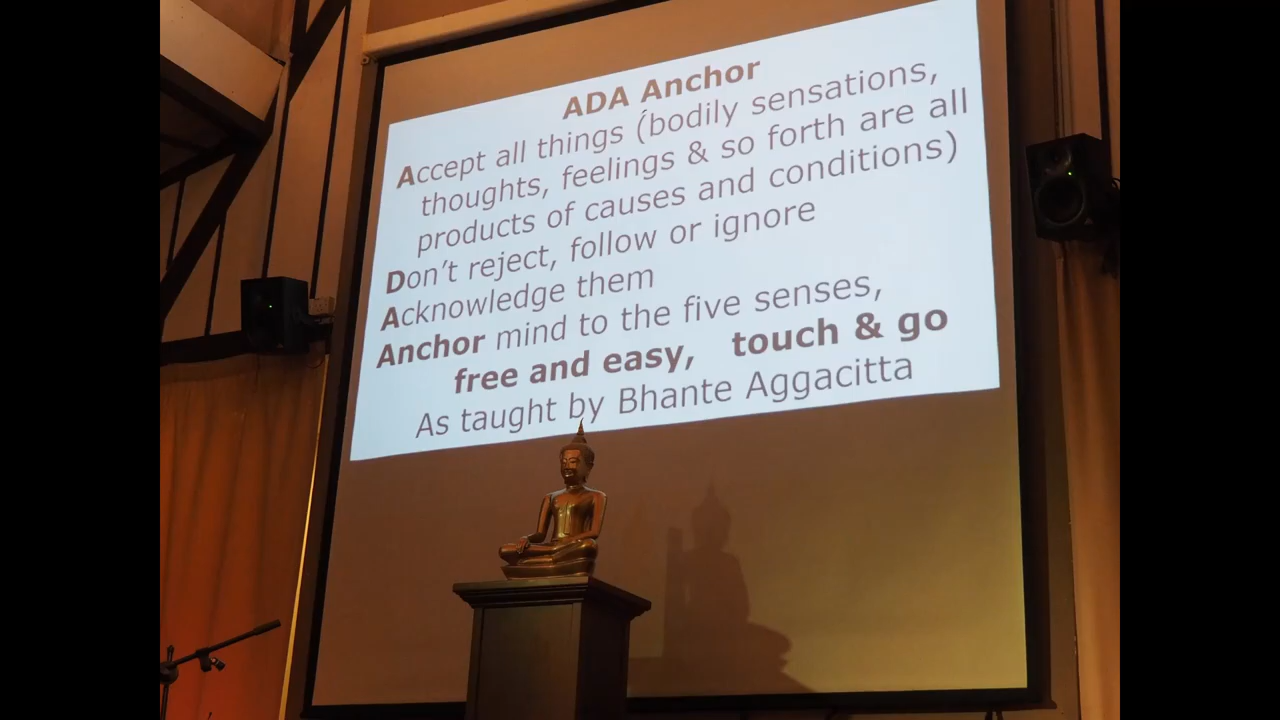 ADA Anchor
Accept all things (bodily sensations,
thoughts, feelings & so forth are all
products of causes and conditions)
Don't reject, follow or ignore
Acknowledge them
Anchor mind to the five senses,
free and easy, touch & go
As taught by Bhante Aggacitta